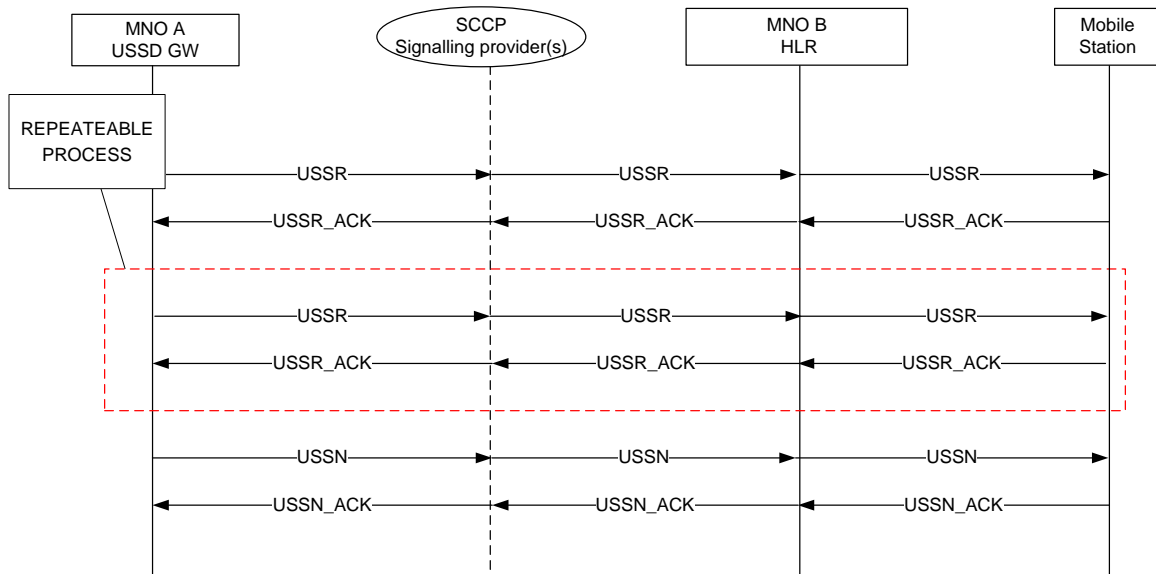 MNO A
USSD GW
SCCP
Signalling provider(s)
MNO B
HLR
Mobile
Station
REPEATEABLE
PROCESS
USSR
USSR
USSR
USSR_ACK
USSR_ACK
USSR_ACK
USSR
USSR
USSR
USSR_ACK
USSR_ACK
USSR_ACK
USSN
USSN
USSN
USSN_ACK
USSN_ACK
USSN_ACK